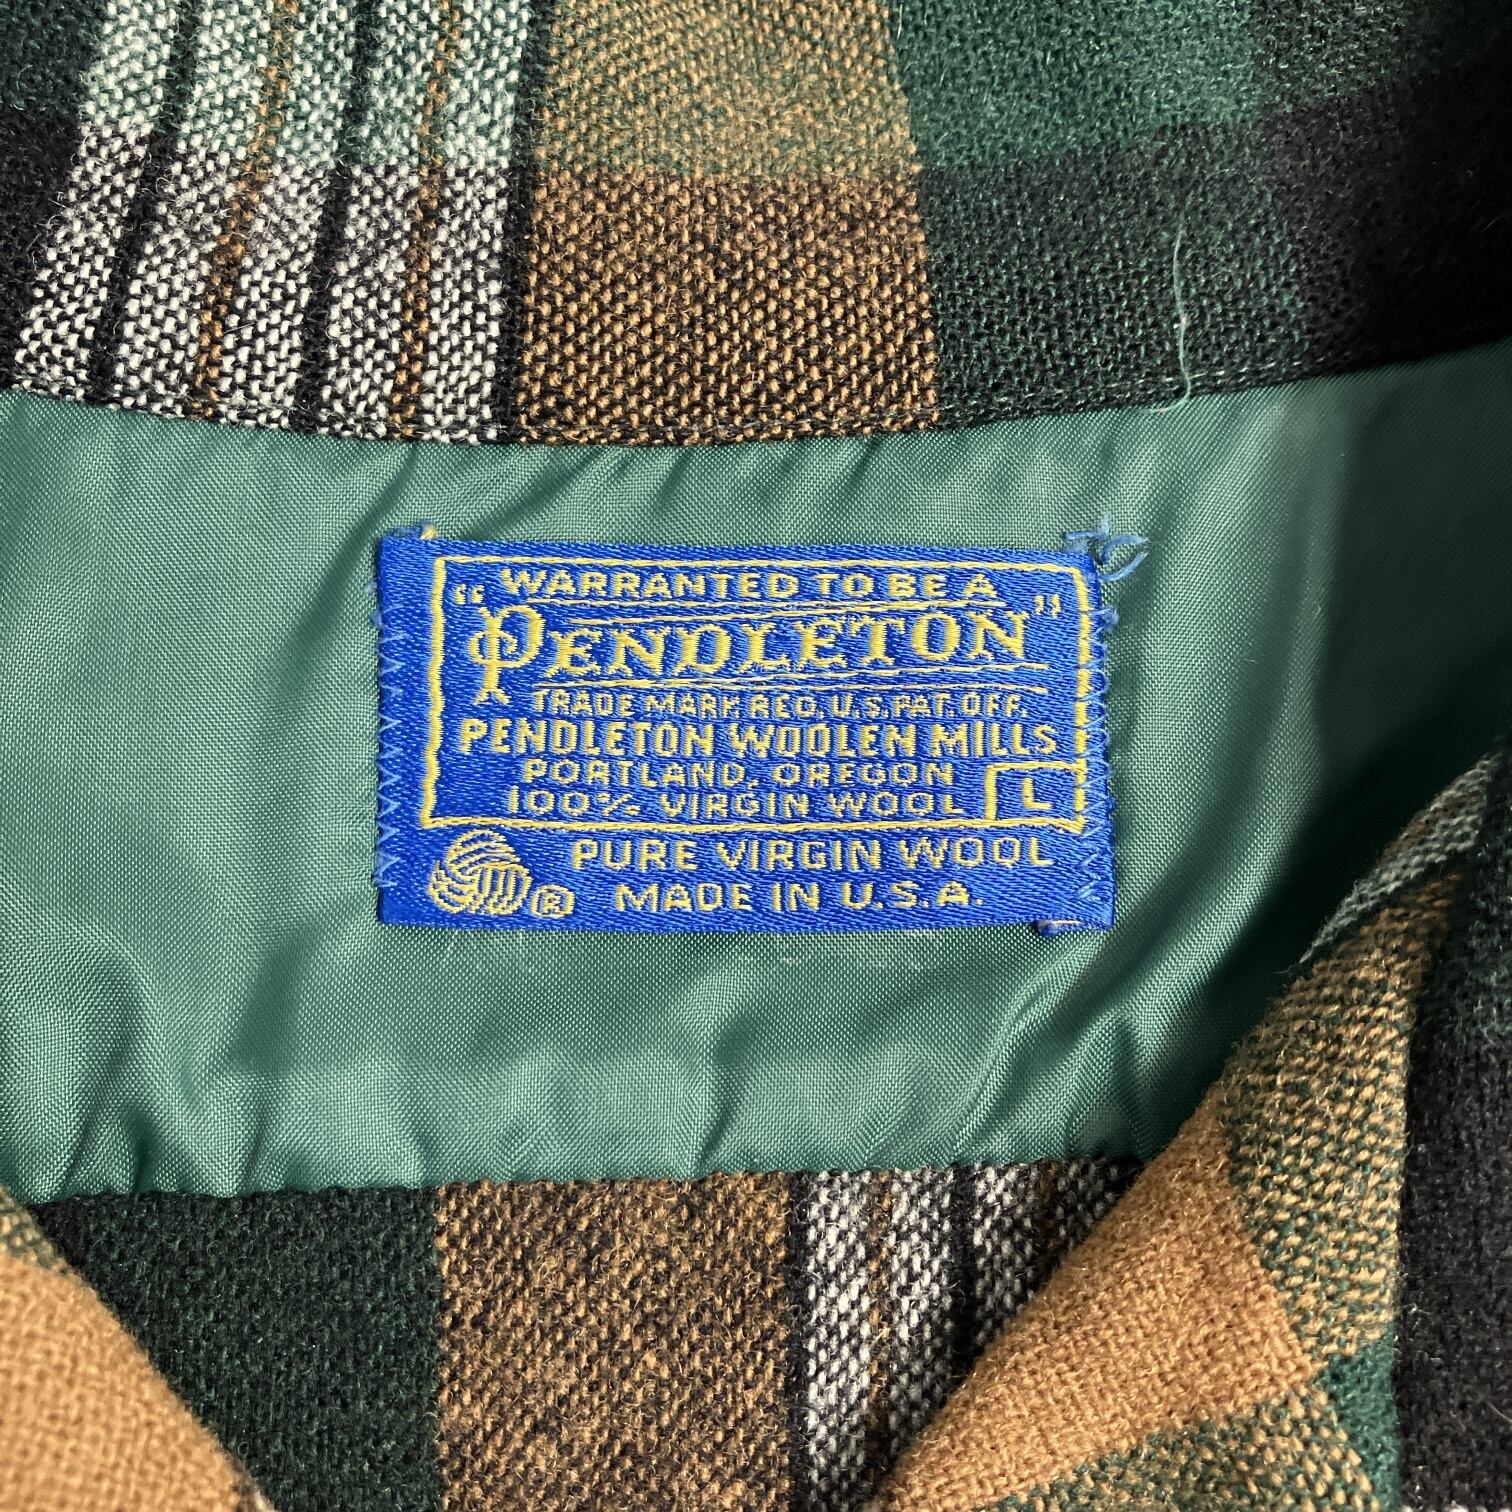 WARRANTED TO BE A
"PENDLETON"
TRADE MARK REG. U.S. PAT. OFF.
PENDLETON WOOLEN MILLS
PORTLAND, OREGON
100% VIRGIN WOOL L
PURE VIRGIN WOOL
® MADE IN U.S.A.